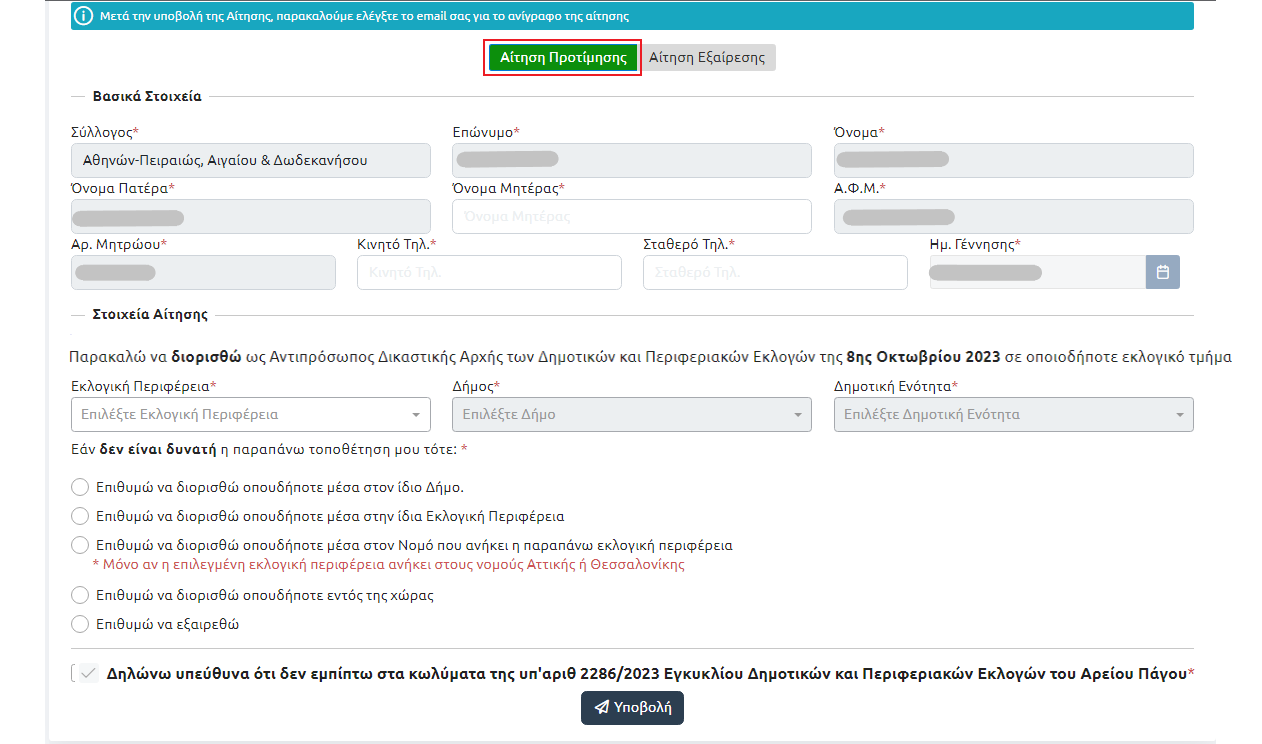 Μετά την υποβολή της Αίτησης, παρακαλούμε ελέγξτε το email σας για το ανίγραφο της αίτησης
Αίτηση Προτίμησης Αίτηση Εξαίρεσης
Βασικά Στοιχεία
Σύλλογος* Επώνυμο* Όνομα*
Αθηνών-Πειραιώς, Αιγαίου & Δωδεκανήσου
Όνομα Πατέρα* Όνομα Μητέρας* Α.Φ.Μ.*
Όνομα Μητέρας
Αρ. Μητρώου* Κινητό Τηλ.* Σταθερό Τηλ.* Ημ. Γέννησης*
Κινητό Τηλ. Σταθερό Τηλ.
Στοιχεία Αίτησης
Παρακαλώ να διορισθώ ως Αντιπρόσωπος Δικαστικής Αρχής των Δημοτικών και Περιφεριακών Εκλογών της 8ης Οκτωβρίου 2023 σε οποιοδήποτε εκλογικό τμήμα
Εκλογική Περιφέρεια* Δήμος* Δημοτική Ενότητα*
Επιλέξτε Εκλογική Περιφέρεια Επιλέξτε Δήμο Επιλέξτε Δημοτική Ενότητα
Εάν δεν είναι δυνατή η παραπάνω τοποθέτηση μου τότε: *
Επιθυμώ να διορισθώ οπουδήποτε μέσα στον ίδιο Δήμο.
Επιθυμώ να διορισθώ οπουδήποτε μέσα στην ίδια Εκλογική Περιφέρεια
Επιθυμώ να διορισθώ οπουδήποτε μέσα στον Νομό που ανήκει η παραπάνω εκλογική περιφέρεια
* Μόνο αν η επιλεγμένη εκλογική περιφέρεια ανήκει στους νομούς Αττικής ή Θεσσαλονίκης
Επιθυμώ να διορισθώ οπουδήποτε εντός της χώρας
Επιθυμώ να εξαιρεθώ
Δηλώνω υπεύθυνα ότι δεν εμπίπτω στα κωλύματα της υπ'αριθ 2286/2023 Εγκυκλίου Δημοτικών και Περιφεριακών Εκλογών του Αρείου Πάγου*
Υποβολή